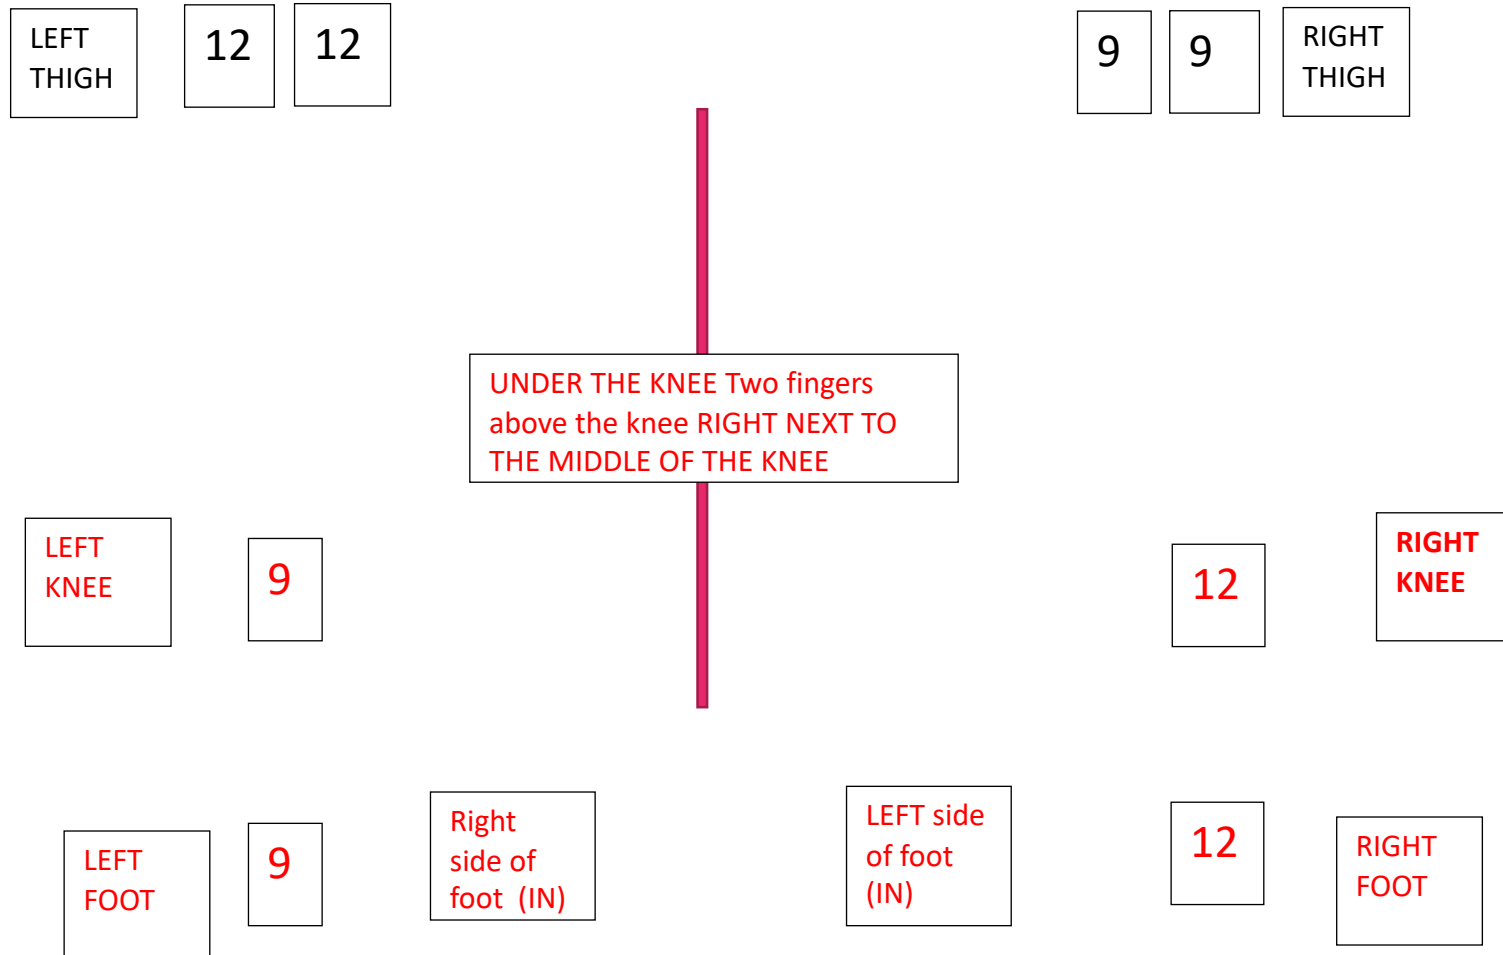 LEFT
THIGH
12
12
9
9
RIGHT
THIGH
UNDER THE KNEE Two fingers
above the knee RIGHT NEXT TO
THE MIDDLE OF THE KNEE
LEFT
KNEE
9
12
RIGHT
KNEE
LEFT
FOOT
9
Right
side of
foot (IN)
LEFT side
of foot
(IN)
12
RIGHT
FOOT